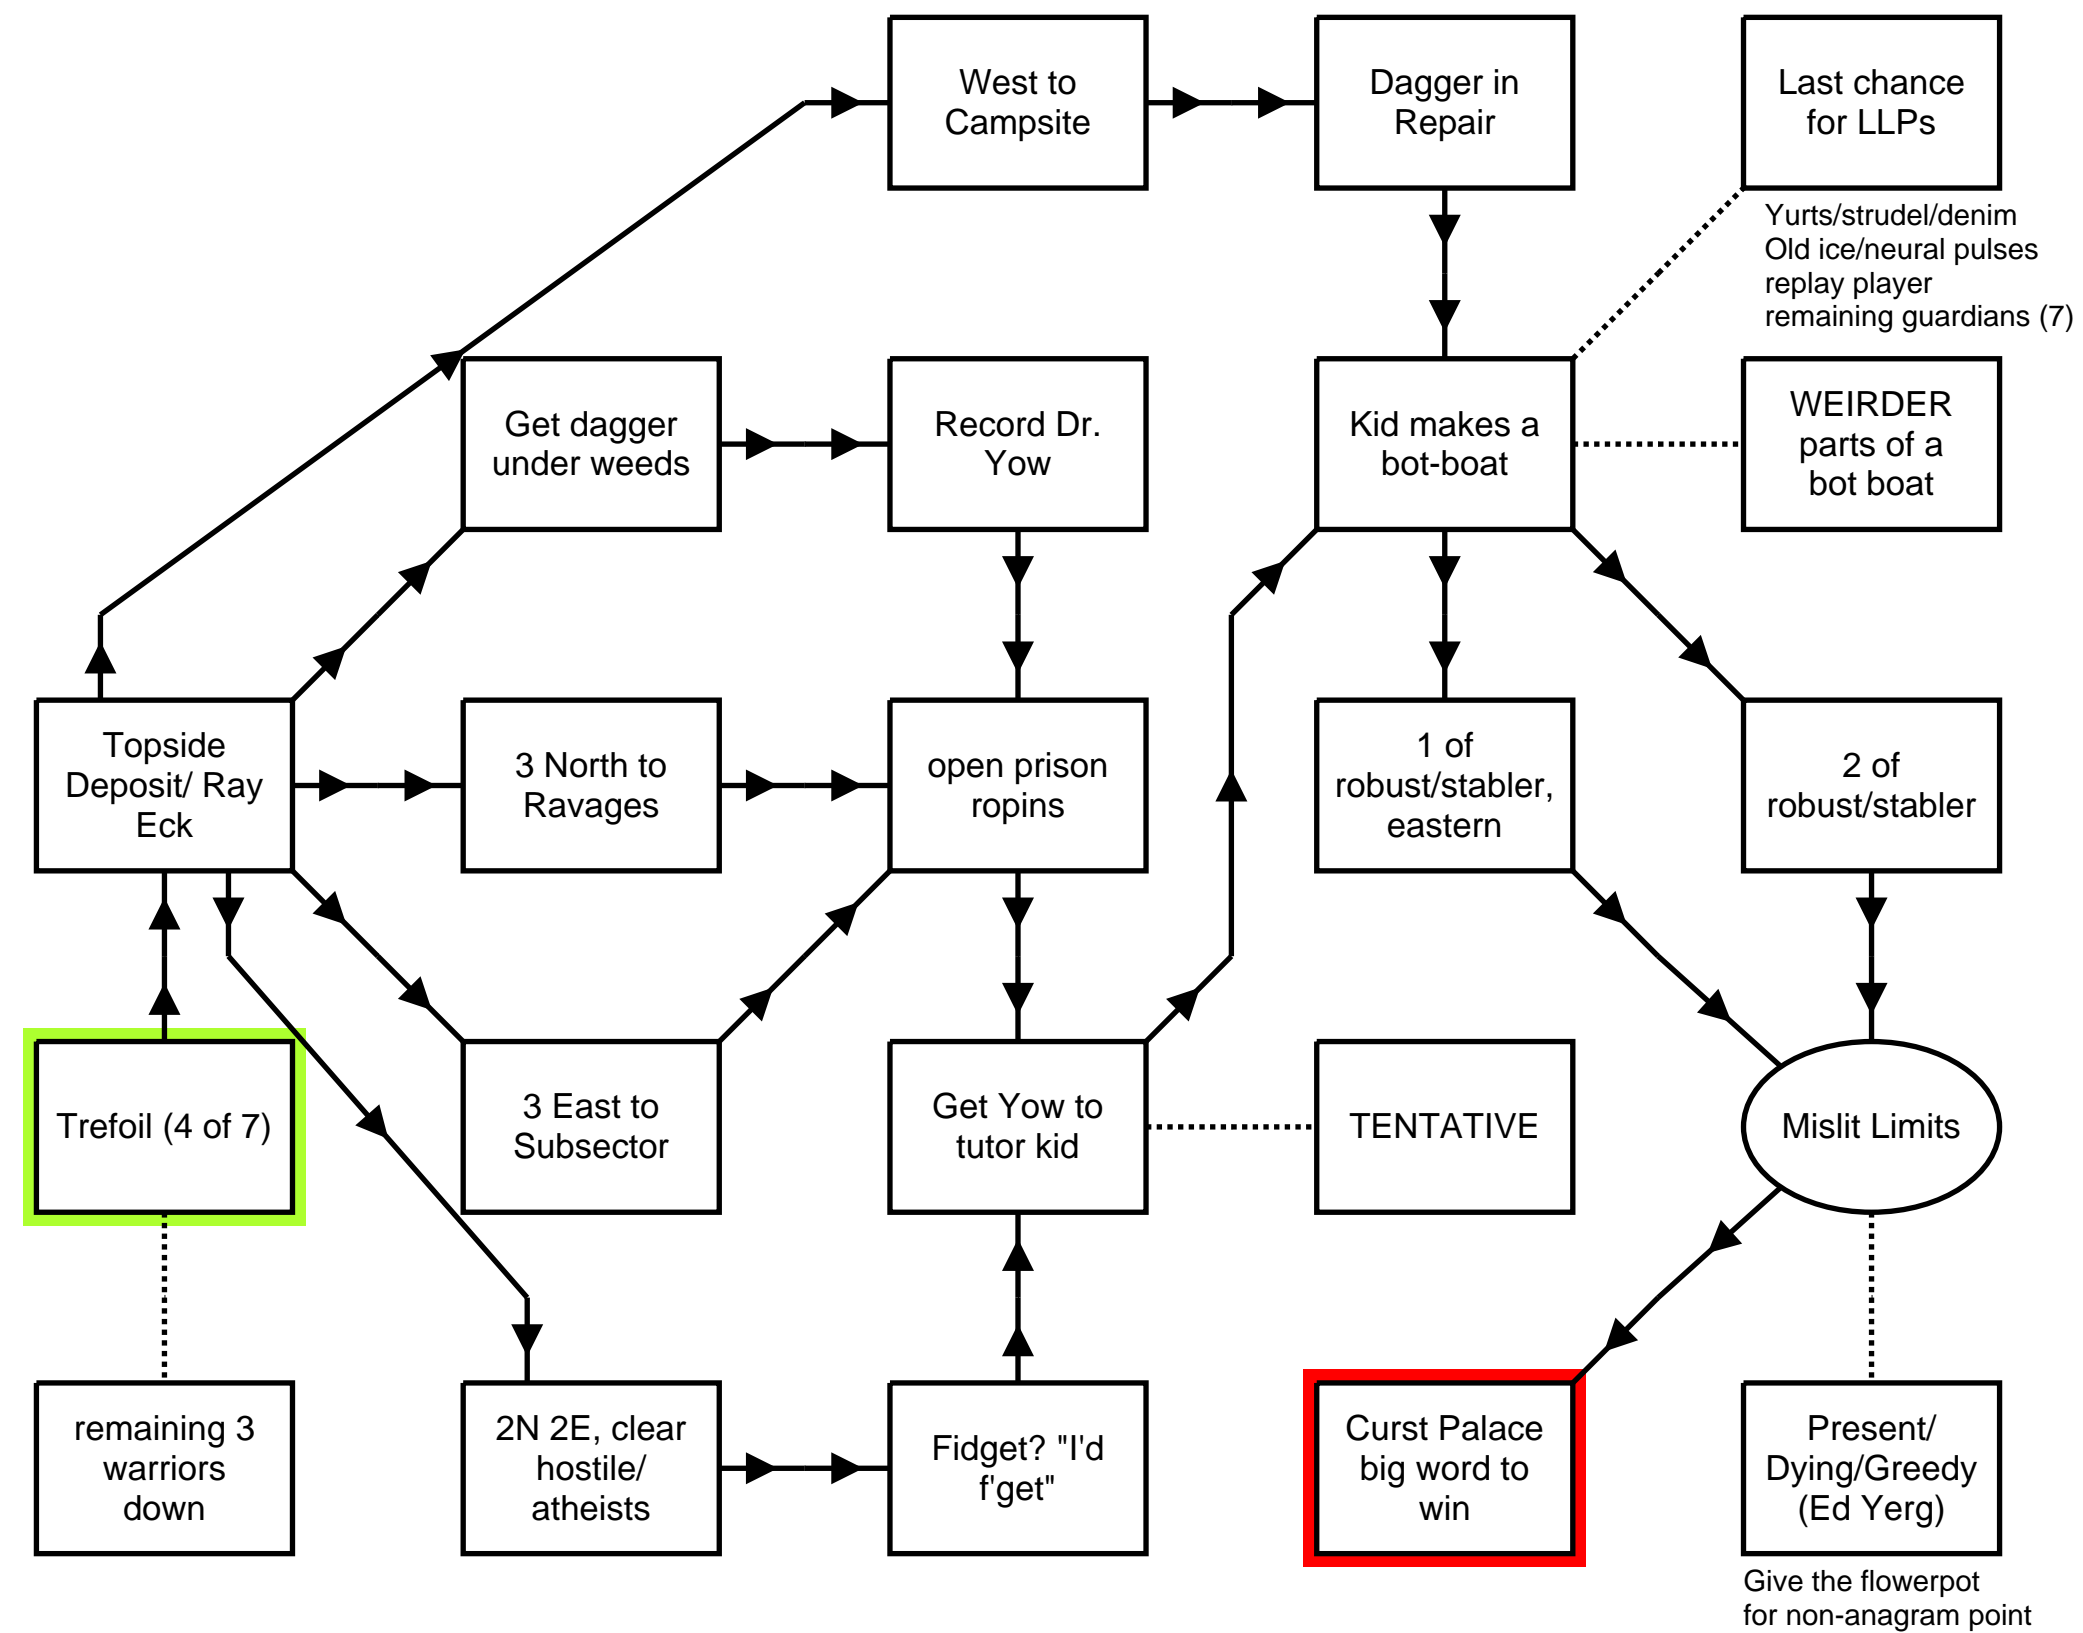 West to
Campsite
Dagger in
Repair
Last chance
for LLPs
Yurts/strudel/denim
Old ice/neural pulses
replay player
remaining guardians (7)
Get dagger
under weeds
Record Dr.
Yow
Kid makes a
bot-boat
WEIRDER
parts of a
bot boat
Topside
Deposit/ Ray
Eck
3 North to
Ravages
open prison
ropins
1 of
robust/stabler,
eastern
2 of
robust/stabler
Trefoil (4 of 7)
3 East to
Subsector
Get Yow to
tutor kid
TENTATIVE
Mislit Limits
remaining 3
warriors
down
2N 2E, clear
hostile/
atheists
Fidget? "I'd
f'get"
Curst Palace
big word to
win
Present/
Dying/Greedy
(Ed Yerg)
Give the flowerpot
for non-anagram point